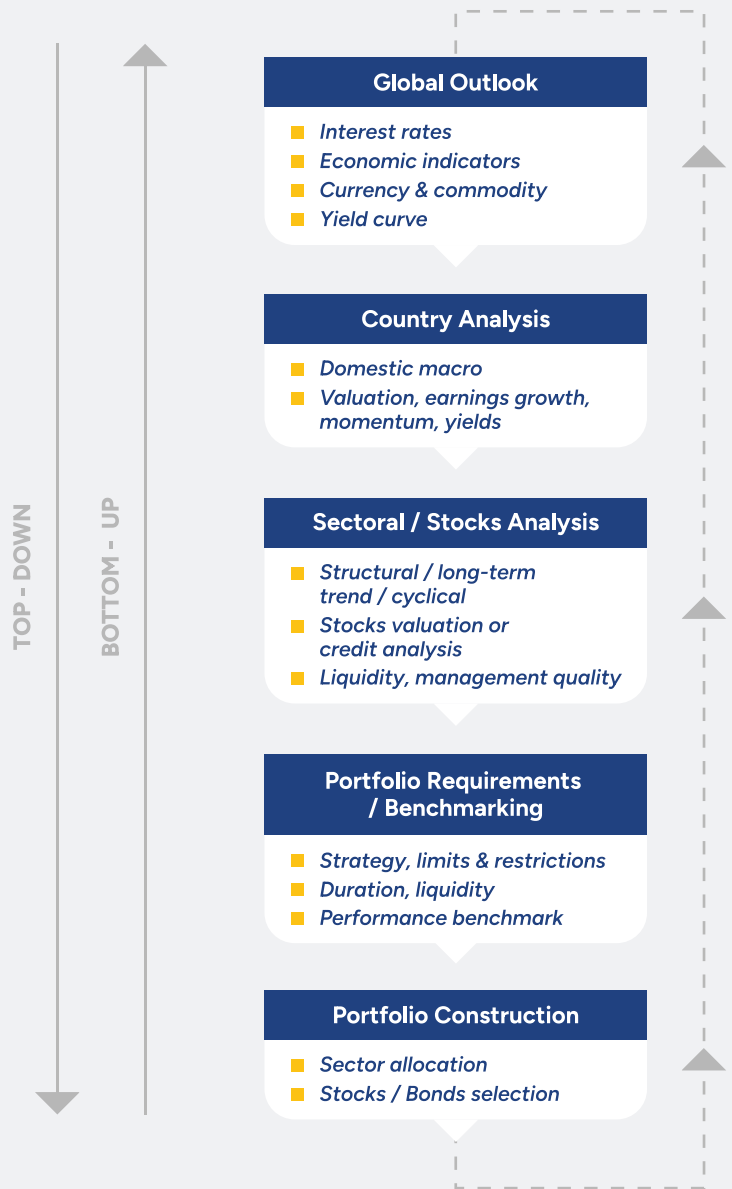 Global Outlook
Interest rates
Economic indicators
Currency & commodity
Yield curve
Country Analysis
Domestic macro
Valuation, earnings growth,
momentum, yields
Sectoral / Stocks Analysis
Structural / long-term
trend / cyclical
Stocks valuation or
credit analysis
Liquidity, management quality
Portfolio Requirements
/ Benchmarking
Strategy, limits & restrictions
Duration, liquidity
Performance benchmark
Portfolio Construction
Sector allocation
Stocks / Bonds selection
TOP - DOWN
BOTTOM - UP